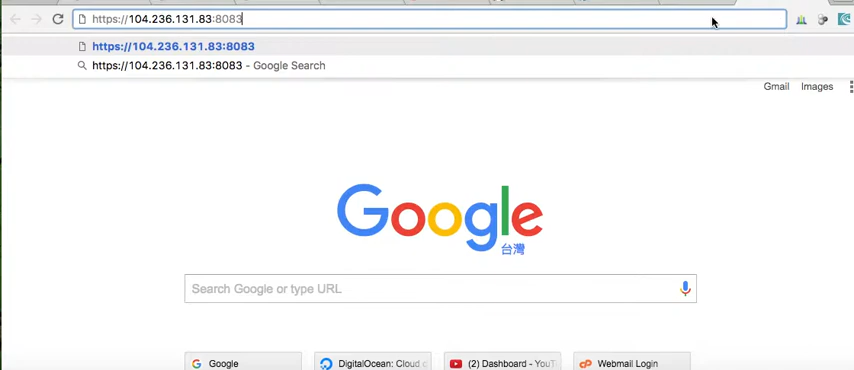 https://104.236.131.83:8083
https://104.236.131.83:8083
https://104.236.131.83:8083 - Google Search
Gmail Images
Google
台灣
Search Google or type URL
Google DigitalOcean: Cloud (2) Dashboard - YouT Webmail Login